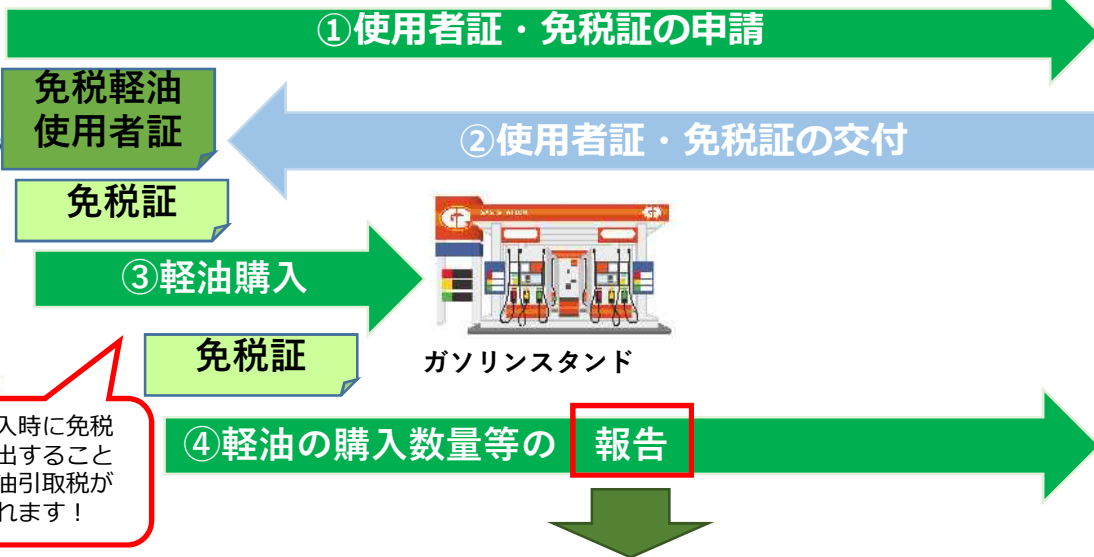 ①使用者証・免税証の申請
免税軽油
使用者証
②使用者証・免税証の交付
免税証
GAS STATION
③軽油購入
免税証
ガソリンスタンド
入時に免税
出すること
油引取税が
れます！
④軽油の購入数量等の 報告